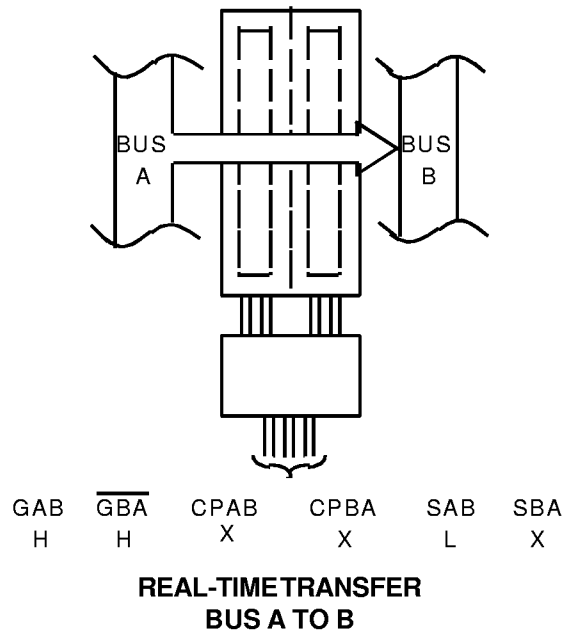 BUS
A
BUS
B
GAB GBA CPAB CPBA SAB SBA
H H X X L X
REAL-TIME TRANSFER
BUS A TO B